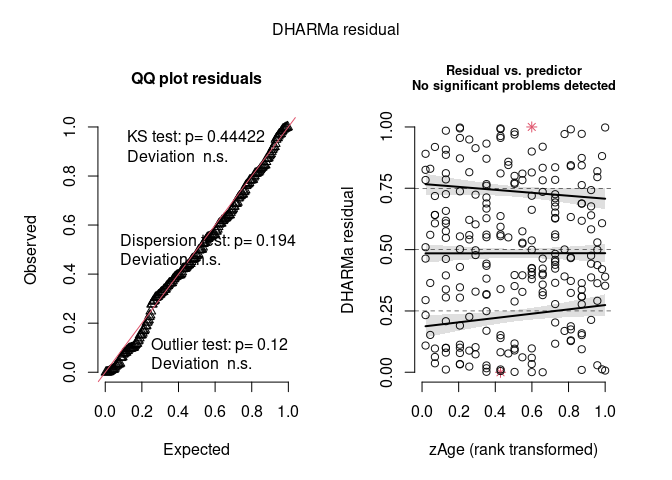 DHARMa residual
QQ plot residuals
KS test: p= 0.44422
Deviation n.s.
Dispersion test: p= 0.194
Deviation n.s.
Outlier test: p= 0.12
Deviation n.s.
Observed
0.0 0.2 0.4 0.6 0.8 1.0
0.0 0.2 0.4 0.6 0.8 1.0
Expected
Residual vs. predictor
No significant problems detected
DHARMa residual
0.00 0.25 0.50 0.75 1.00
0.0 0.2 0.4 0.6 0.8 1.0
zAge (rank transformed)